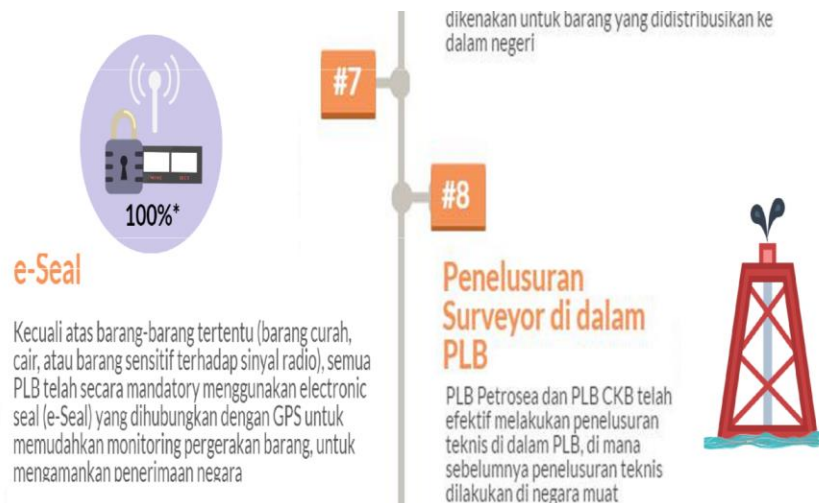 dikenakan untuk barang yang didistribusikan ke
dalam negeri
#7
100%*
e-Seal
Kecuali atas barang-barang tertentu (barang curah,
cair, atau barang sensitif terhadap sinyal radio), semua
PLB telah secara mandatory menggunakan electronic
seal (e-Seal) yang dihubungkan dengan GPS untuk
memudahkan monitoring pergerakan barang, untuk
mengamankan penerimaan negara
#8
Penelusuran
Surveyor di dalam
PLB
PLB Petrosea dan PLB CKB telah
efektif melakukan penelusuran
teknis di dalam PLB, di mana
sebelumnya penelusuran teknis
dilakukan di negara muat